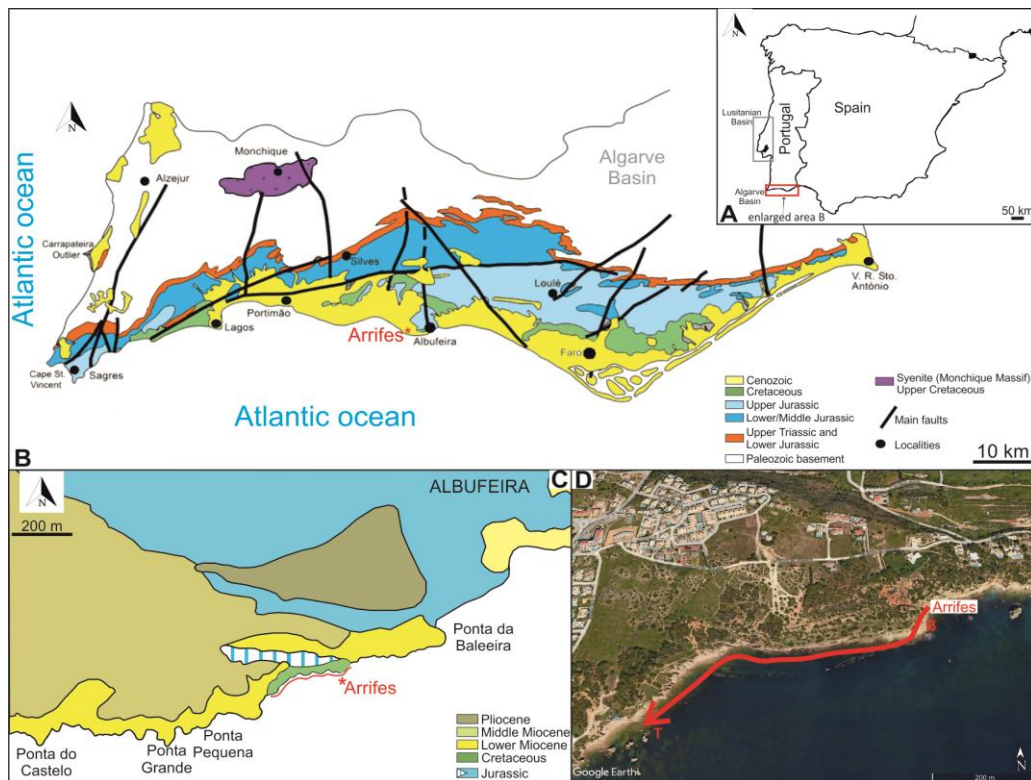 N
Lusitanian
Basin
Portugal
Spain
Algarve
Basin
enlarged area B
A
50 km
N
Monchique
Alzejur
Algarve
Basin
Carrapateira
Outlier
Atlantic ocean
Silves
Loulé
V. R. Sto.
António
Portimão
Lagos
Arrifes*
Albufeira
Faro
Cape St.
Vincent
Sagres
Atlantic ocean
Cenozoic
Cretaceous
Upper Jurassic
Lower/Middle Jurassic
Upper Triassic and
Lower Jurassic
Paleozoic basement
Syenite (Monchique Massif)
Upper Cretaceous
Main faults
Localities
10 km
B
N
200 m
ALBUFEIRA
C
Ponta da
Baleeira
*Arrifes
Ponta do
Castelo
Ponta
Grande
Ponta
Pequena
Pliocene
Middle Miocene
Lower Miocene
Cretaceous
Jurassic
D
Arrifes
B
T
Google Earth
200 m
N